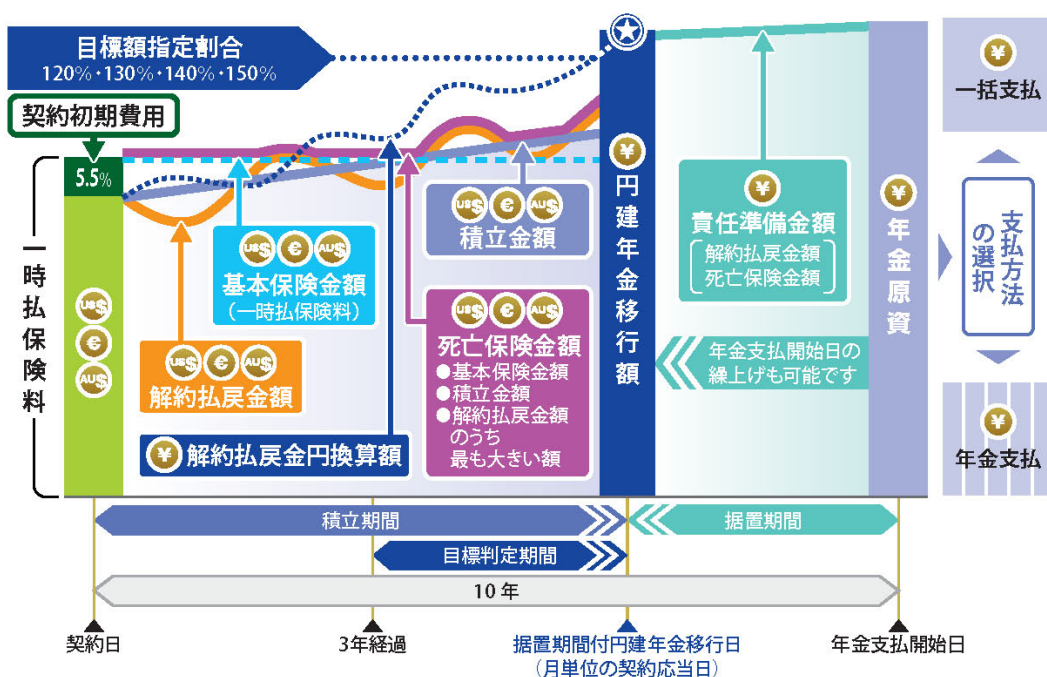 目標額指定割合
120%・130%・140%・150%
契約初期費用
5.5%
一時払保険料
US$
€
AU$
US$ € AU$
解約払戻金額
US$ € AU$
基本保険金額
（一時払保険料）
¥ 解約払戻金円換算額
US$ € AU$
積立金額
US$ € AU$
死亡保険金額
●基本保険金額
●積立金額
●解約払戻金額
のうち
最も大きい額
¥
円建年金移行額
¥
責任準備金額
解約払戻金額
死亡保険金額
年金支払開始日の
繰上げも可能です
¥
年金原資
¥
一括支払
支払方法
の選択
¥
年金支払
積立期間
据置期間
目標判定期間
10年
契約日
3年経過
据置期間付円建年金移行日
（月単位の契約応当日）
年金支払開始日